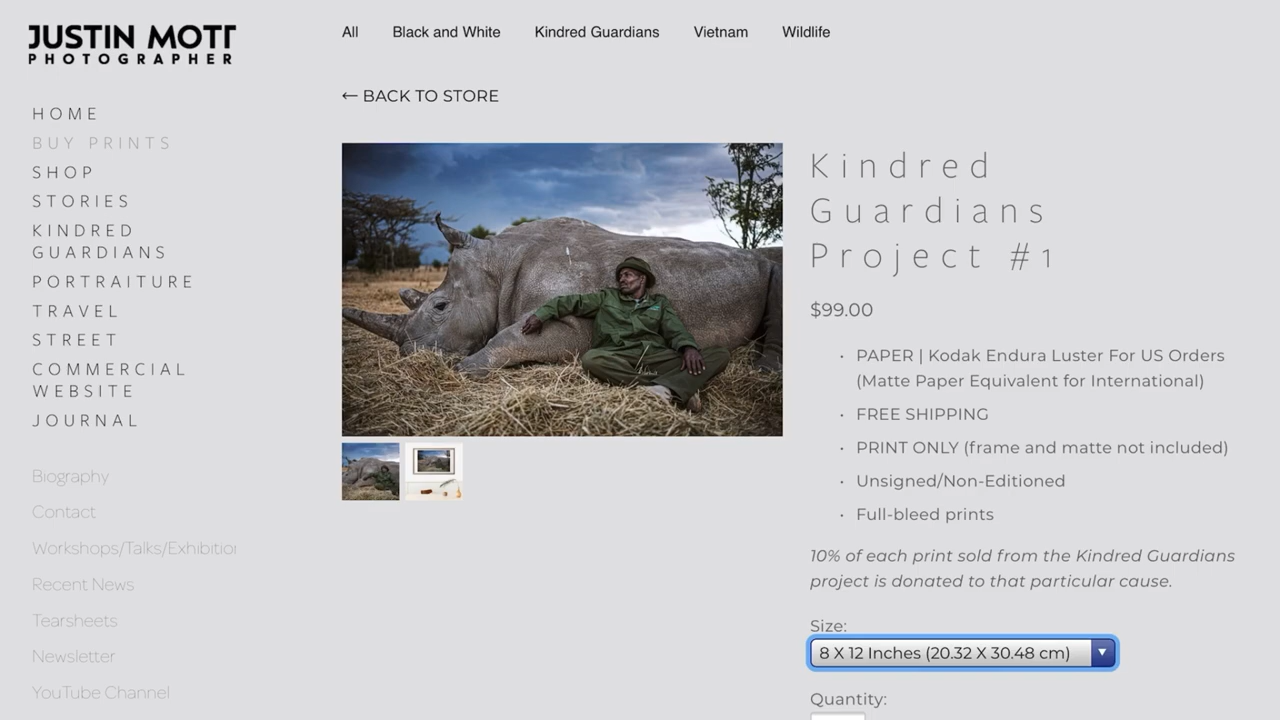 JUSTIN MOTT
PHOTOGRAPHER
HOME
BUY PRINTS
SHOP
STORIES
KINDRED
GUARDIANS
PORTRAITURE
TRAVEL
STREET
COMMERCIAL
WEBSITE
JOURNAL
Biography
Contact
Workshops/Talks/Exhibition
Recent News
Tearsheets
Newsletter
YouTube Channel
All Black and White Kindred Guardians Vietnam Wildlife
← BACK TO STORE
Kindred
Guardians
Project #1
$99.00
• PAPER | Kodak Endura Luster For US Orders
(Matte Paper Equivalent for International)
• FREE SHIPPING
• PRINT ONLY (frame and matte not included)
• Unsigned/Non-Editioned
• Full-bleed prints
10% of each print sold from the Kindred Guardians
project is donated to that particular cause.
Size:
8 X 12 Inches (20.32 X 30.48 cm)
Quantity: